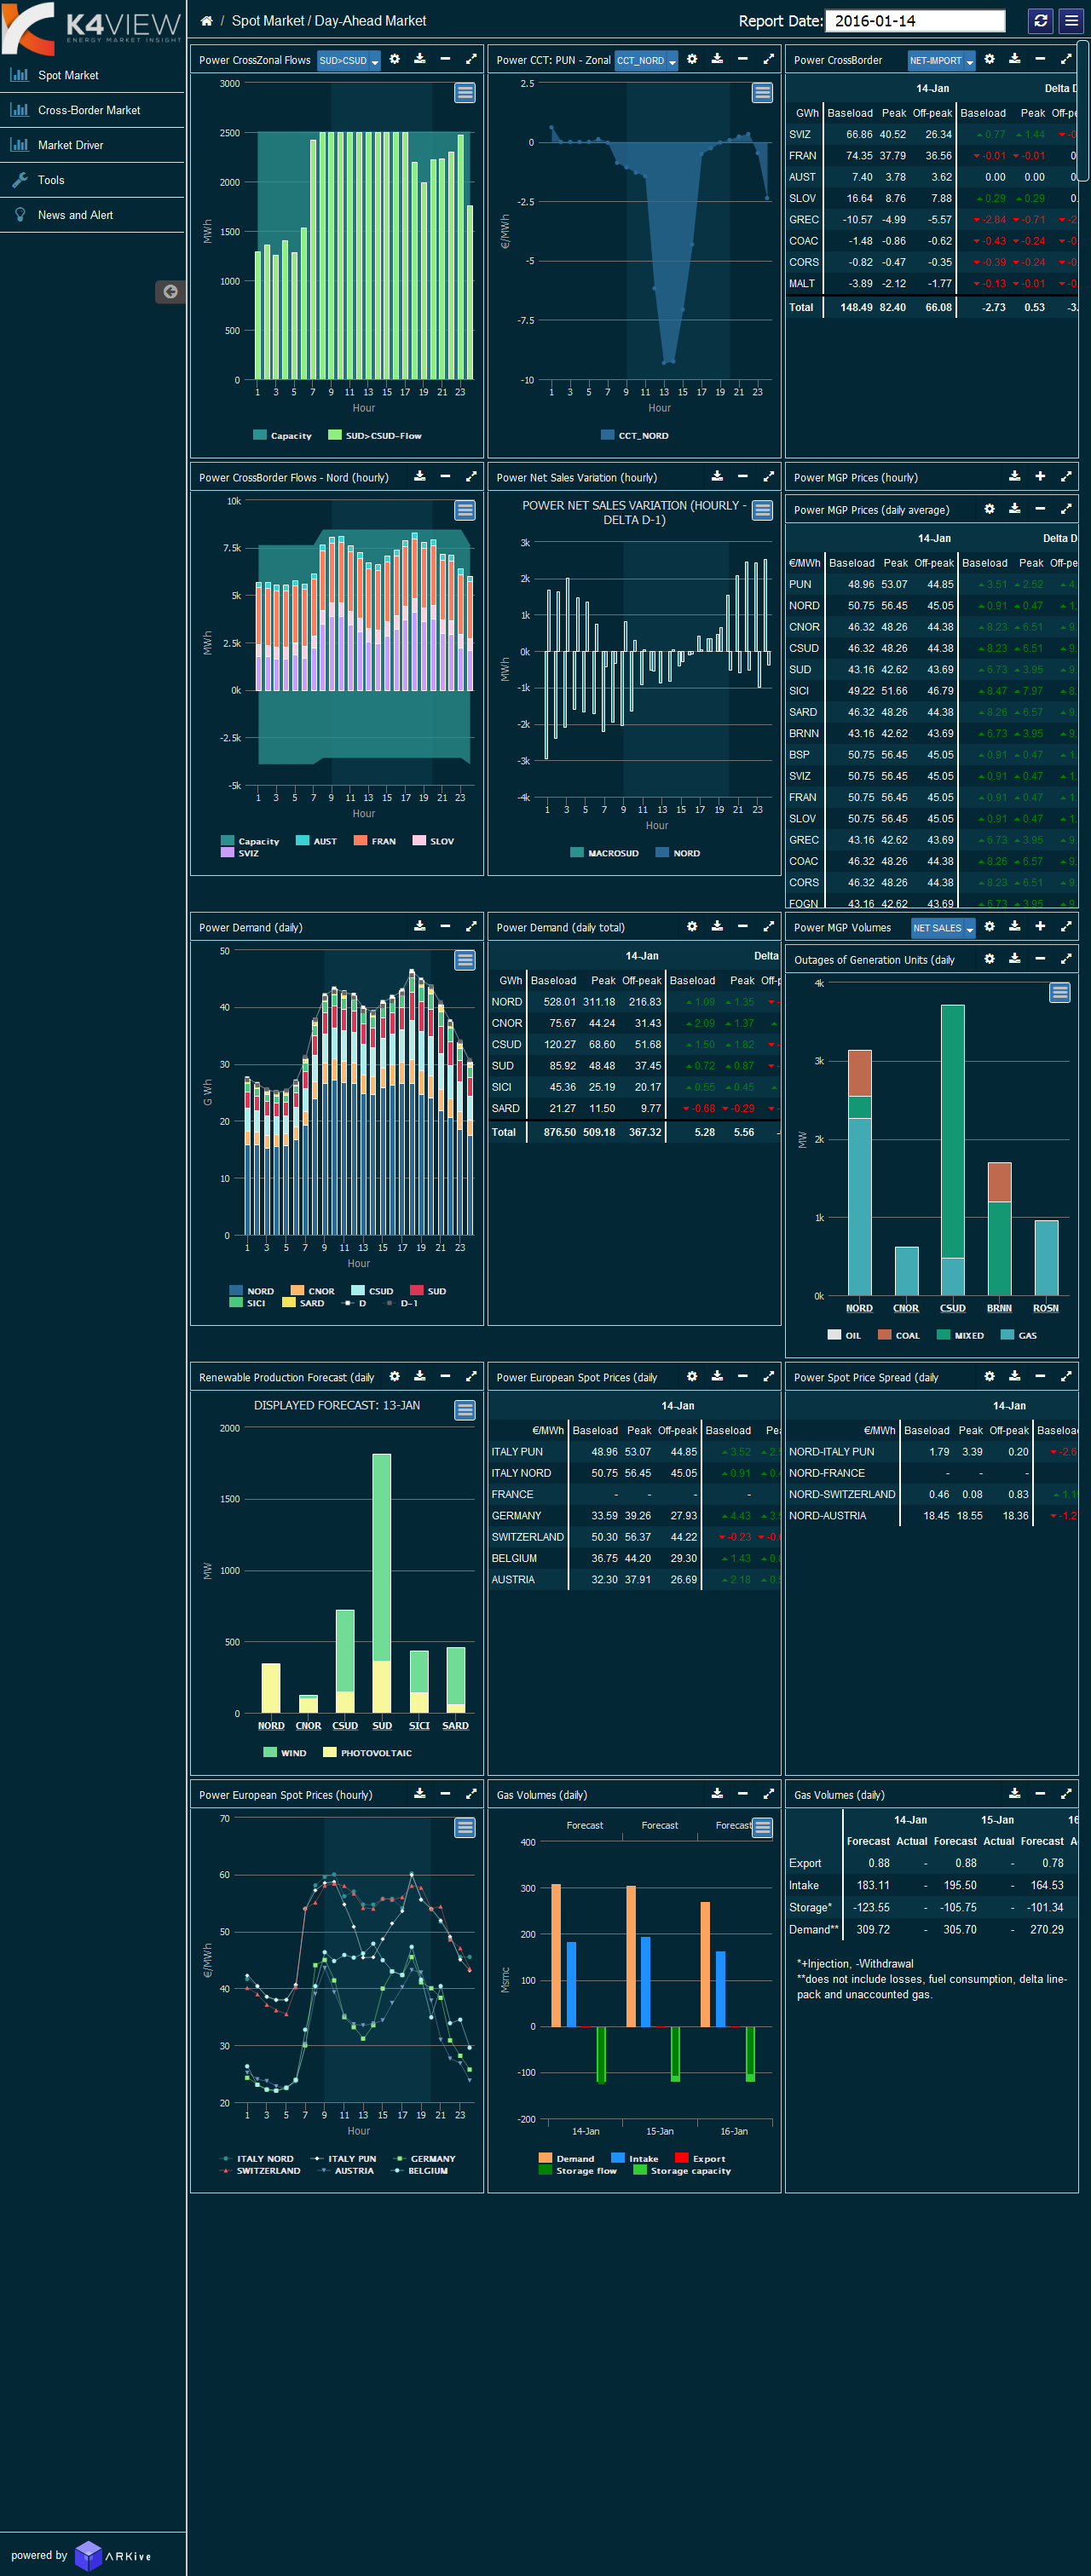 K4VIEW
ENERGY MARKET INSIGHT
Spot Market
Cross-Border Market
Market Driver
Tools
News and Alert
/ Spot Market / Day-Ahead Market
Report Date: 2016-01-14
Power CrossZonal Flows SUD>CSUD
3000
2500
2000
1500
1000
500
0
MWh
1 3 5 7 9 11 13 15 17 19 21 23
Hour
Capacity SUD>CSUD-Flow
Power CCT: PUN - Zonal CCT_NORD
2.5
0
-2.5
-5
-7.5
-10
€/MWh
1 3 5 7 9 11 13 15 17 19 21 23
Hour
CCT_NORD
Power CrossBorder NET-IMPORT
14-Jan Delta D
GWh Baseload Peak Off-peak Baseload Peak Off-pe
SVIZ 66.86 40.52 26.34 0.77 1.44 -0
FRAN 74.35 37.79 36.56 -0.01 -0.01 0.
AUST 7.40 3.78 3.62 0.00 0.00 0.
SLOV 16.64 8.76 7.88 0.29 0.29 0.
GREC -10.57 -4.99 -5.57 -2.84 -0.71 -2
COAC -1.48 -0.86 -0.62 -0.43 -0.24 -0
CORS -0.82 -0.47 -0.35 -0.39 -0.24 -0
MALT -3.89 -2.12 -1.77 -0.13 -0.01 -0
Total 148.49 82.40 66.08 -2.73 0.53 -3.
Power CrossBorder Flows - Nord (hourly)
10k
7.5k
5k
2.5k
0k
-2.5k
-5k
MWh
1 3 5 7 9 11 13 15 17 19 21 23
Hour
Capacity AUST FRAN SLOV
SVIZ
Power Net Sales Variation (hourly)
POWER NET SALES VARIATION (HOURLY -
DELTA D-1)
3k
2k
1k
0k
-1k
-2k
-3k
-4k
MWh
1 3 5 7 9 11 13 15 17 19 21 23
Hour
MACROSUD NORD
Power MGP Prices (hourly)
Power MGP Prices (daily average)
14-Jan Delta D
€/MWh Baseload Peak Off-peak Baseload Peak Off-p
PUN 48.96 53.07 44.85 3.51 2.52 4.
NORD 50.75 56.45 45.05 0.91 0.47 1.
CNOR 46.32 48.26 44.38 8.23 6.51 9.
CSUD 46.32 48.26 44.38 8.23 6.51 9.
SUD 43.16 42.62 43.69 6.73 3.95 9.
SICI 49.22 51.66 46.79 8.47 7.97 8.
SARD 46.32 48.26 44.38 8.26 6.57 9.
BRNN 43.16 42.62 43.69 6.73 3.95 9.
BSP 50.75 56.45 45.05 0.91 0.47 1.
SVIZ 50.75 56.45 45.05 0.91 0.47 1.
FRAN 50.75 56.45 45.05 0.91 0.47 1.
SLOV 50.75 56.45 45.05 0.91 0.47 1.
GREC 43.16 42.62 43.69 6.73 3.95 9.
COAC 46.32 48.26 44.38 8.26 6.57 9.
CORS 46.32 48.26 44.38 8.23 6.51 9.
FOGN 43.16 42.62 43.69 6.73 3.95 9.
Power Demand (daily)
50
40
30
20
10
0
G Wh
1 3 5 7 9 11 13 15 17 19 21 23
Hour
NORD CNOR CSUD SUD
SICI SARD D D-1
Power Demand (daily total)
14-Jan Delta
GWh Baseload Peak Off-peak Baseload Peak Off-p
NORD 528.01 311.18 216.83 1.09 1.35 -
CNOR 75.67 44.24 31.43 2.09 1.37
CSUD 120.27 68.60 51.68 1.50 1.82 -
SUD 85.92 48.48 37.45 0.72 0.87 -
SICI 45.36 25.19 20.17 0.55 0.45
SARD 21.27 11.50 9.77 -0.68 -0.29 -
Total 876.50 509.18 367.32 5.28 5.56 -
Power MGP Volumes NET SALES
Outages of Generation Units (daily
4k
3k
2k
1k
0k
MW
NORD CNOR CSUD BRNN ROSN
OIL COAL MIXED GAS
Renewable Production Forecast (daily
DISPLAYED FORECAST: 13-JAN
2000
1500
1000
500
0
MW
NORD CNOR CSUD SUD SICI SARD
WIND PHOTOVOLTAIC
Power European Spot Prices (daily
14-Jan
€/MWh Baseload Peak Off-peak Baseload Pea
ITALY PUN 48.96 53.07 44.85 3.52 2.
ITALY NORD 50.75 56.45 45.05 0.91 0.
FRANCE - - - -
GERMANY 33.59 39.26 27.93 4.43 3.
SWITZERLAND 50.30 56.37 44.22 -0.23 -0.
BELGIUM 36.75 44.20 29.30 1.43 0.
AUSTRIA 32.30 37.91 26.69 2.18 0.
Power Spot Price Spread (daily
14-Jan
€/MWh Baseload Peak Off-peak Baseload
NORD-ITALY PUN 1.79 3.39 0.20 -2.6
NORD-FRANCE - - -
NORD-SWITZERLAND 0.46 0.08 0.83 1.1
NORD-AUSTRIA 18.45 18.55 18.36 -1.2
Power European Spot Prices (hourly)
70
60
50
40
30
20
€/MWh
1 3 5 7 9 11 13 15 17 19 21 23
Hour
ITALY NORD ITALY PUN GERMANY
SWITZERLAND AUSTRIA BELGIUM
Gas Volumes (daily)
Forecast Forecast Forecast
400
300
200
100
0
-100
-200
Msmc
14-Jan 15-Jan 16-Jan
Demand Intake Export
Storage flow Storage capacity
Gas Volumes (daily)
14-Jan 15-Jan 16
Forecast Actual Forecast Actual Forecast A
Export 0.88 - 0.88 - 0.78
Intake 183.11 - 195.50 - 164.53
Storage* -123.55 - -105.75 - -101.34
Demand** 309.72 - 305.70 - 270.29
*+Injection, -Withdrawal
**does not include losses, fuel consumption, delta line-
pack and unaccounted gas.
powered by ARKive